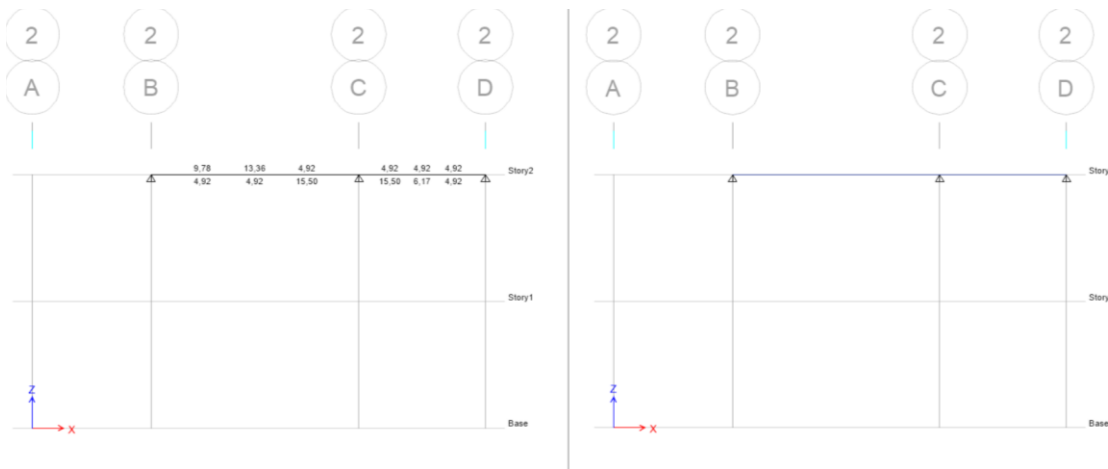 2 2 2 2 2 2 2 2
A B C D A B C D
9,78 13,36 4,92 4,92 4,92 4,92
4,92 4,92 15,50 15,50 6,17 4,92
Story2 Story
Story1 Story
Z Z
X X
Base Base